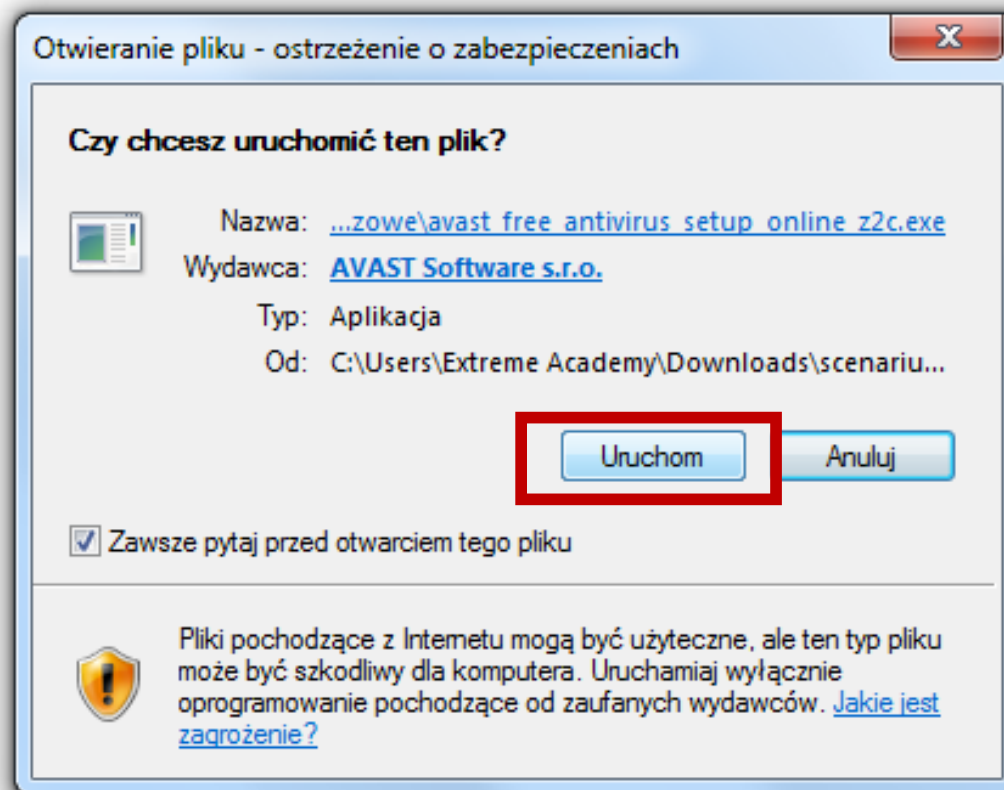 Otwieranie pliku - ostrzeżenie o zabezpieczeniach
Czy chcesz uruchomić ten plik?
Nazwa: ...zowe\avast_free_antivirus_setup_online_z2c.exe
Wydawca: AVAST Software s.r.o.
Typ: Aplikacja
Od: C:\Users\Extreme Academy\Downloads\scenariu...
Uruchom Anuluj
Zawsze pytaj przed otwarciem tego pliku
Pliki pochodzące z Internetu mogą być użyteczne, ale ten typ pliku
może być szkodliwy dla komputera. Uruchamiaj wyłącznie
oprogramowanie pochodzące od zaufanych wydawców. Jakie jest
zagrożenie?